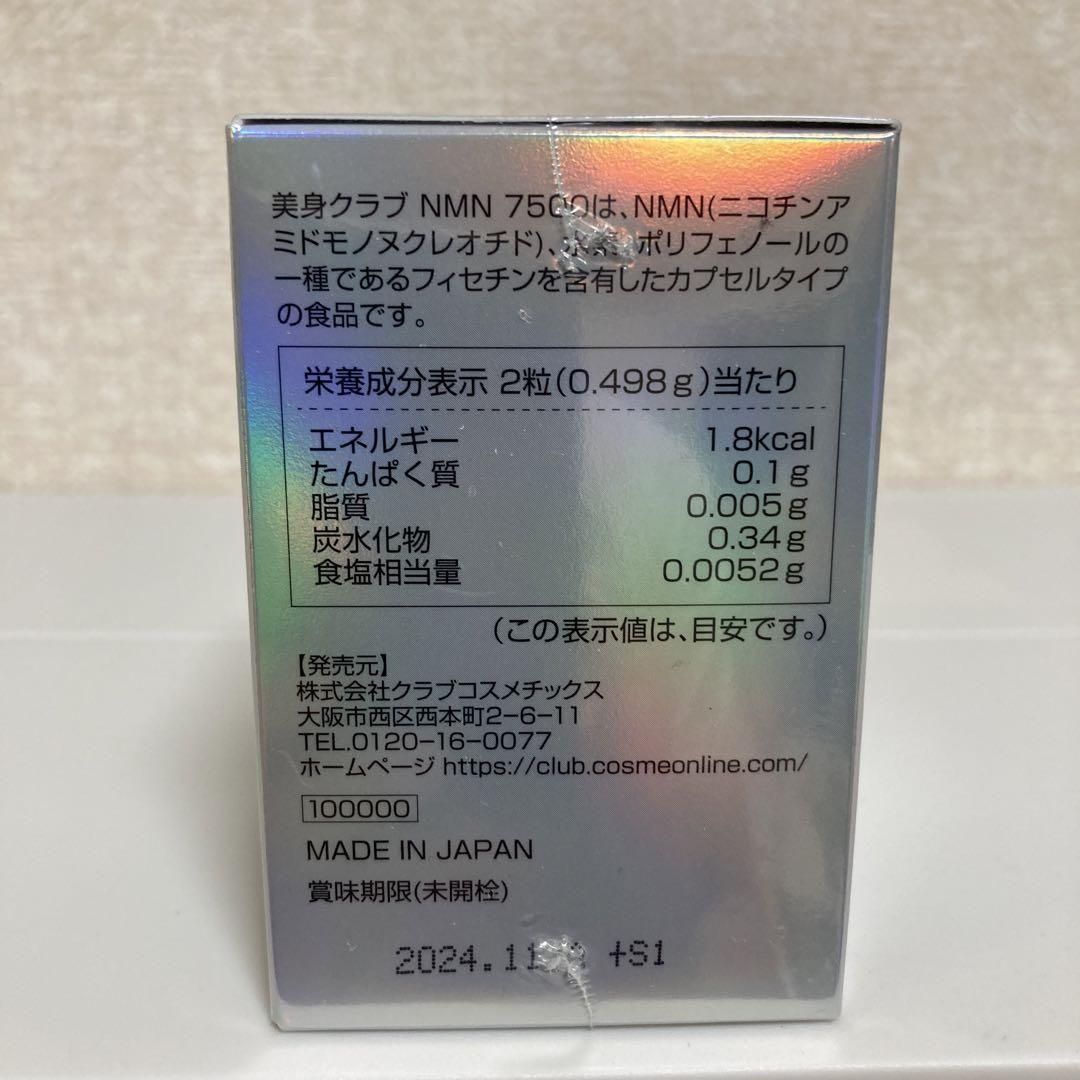 美身クラブ NMN 7500は、NMN(ニコチンア
ミドモノヌクレオチド)、水素、ポリフェノールの
一種であるフィセチンを含有したカプセルタイプ
の食品です。
栄養成分表示 2粒(0.498g)当たり
エネルギー 1.8kcal
たんぱく質 0.1g
脂質 0.005g
炭水化物 0.34g
食塩相当量 0.0052g
(この表示値は、目安です。)
【発売元】
株式会社クラブコスメチックス
大阪市西区西本町2-6-11
TEL.0120-16-0077
ホームページ https://club.cosmeonline.com/
100000
MADE IN JAPAN
賞味期限(未開栓)
2024.11 +S1